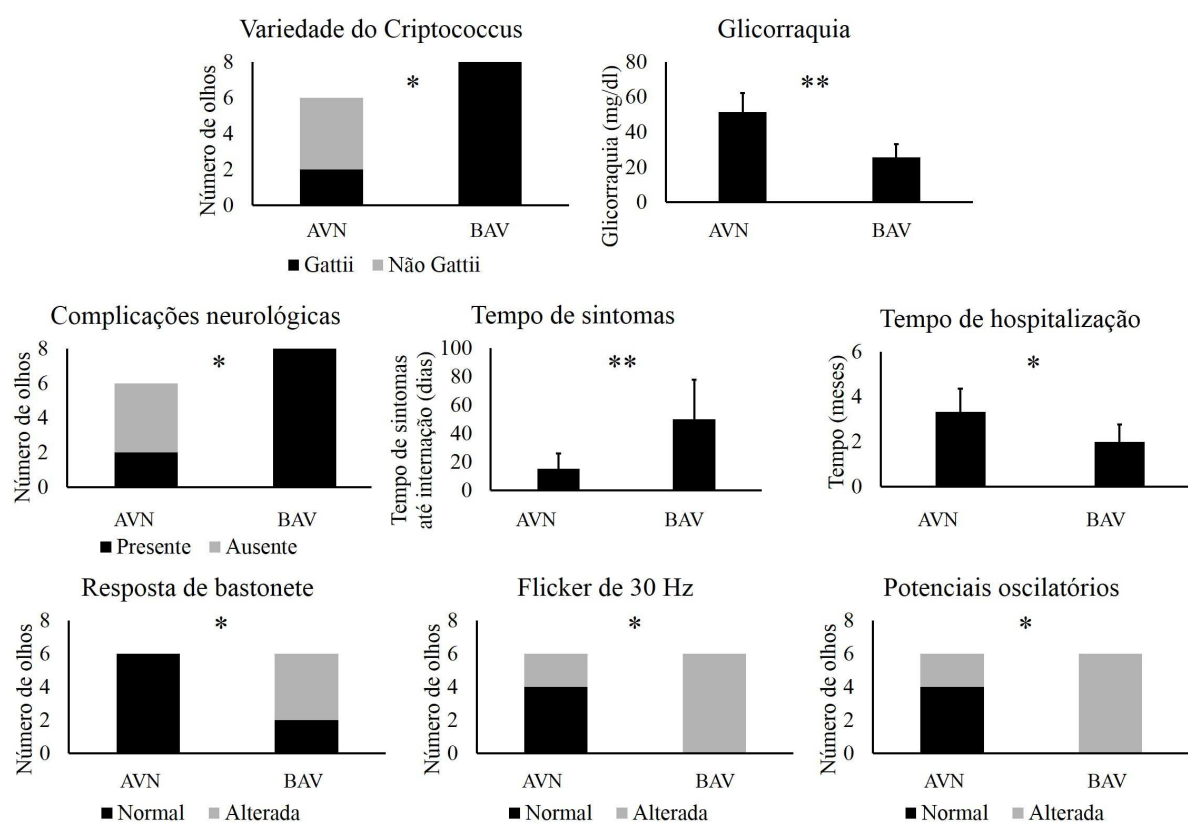 Variedade do Criptococcus
Número de olhos
8
6
4
2
0
*
AVN
BAV
Gattii
Não Gattii
Glicorraquia
Glicorraquia (mg/dl)
80
60
40
20
0
**
AVN
BAV
Complicações neurológicas
Número de olhos
8
6
4
2
0
*
AVN
BAV
Presente
Ausente
Tempo de sintomas
Tempo de sintomas
até internação (dias)
100
80
60
40
20
0
**
AVN
BAV
Tempo de hospitalização
Tempo (meses)
6
4
2
0
*
AVN
BAV
Resposta de bastonete
Número de olhos
8
6
4
2
0
*
AVN
BAV
Normal
Alterada
Flicker de 30 Hz
Número de olhos
8
6
4
2
0
*
AVN
BAV
Normal
Alterada
Potenciais oscilatórios
Número de olhos
8
6
4
2
0
*
AVN
BAV
Normal
Alterada